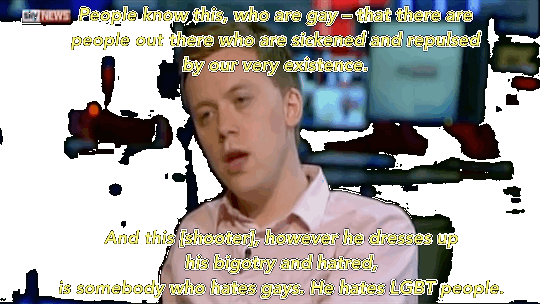 sky NEWS
People know this, who are gay – that there are
people out there who are sickened and repulsed
by our very existence.
And this [shooter], however he dresses up
his bigotry and hatred,
is somebody who hates gays. He hates LGBT people.